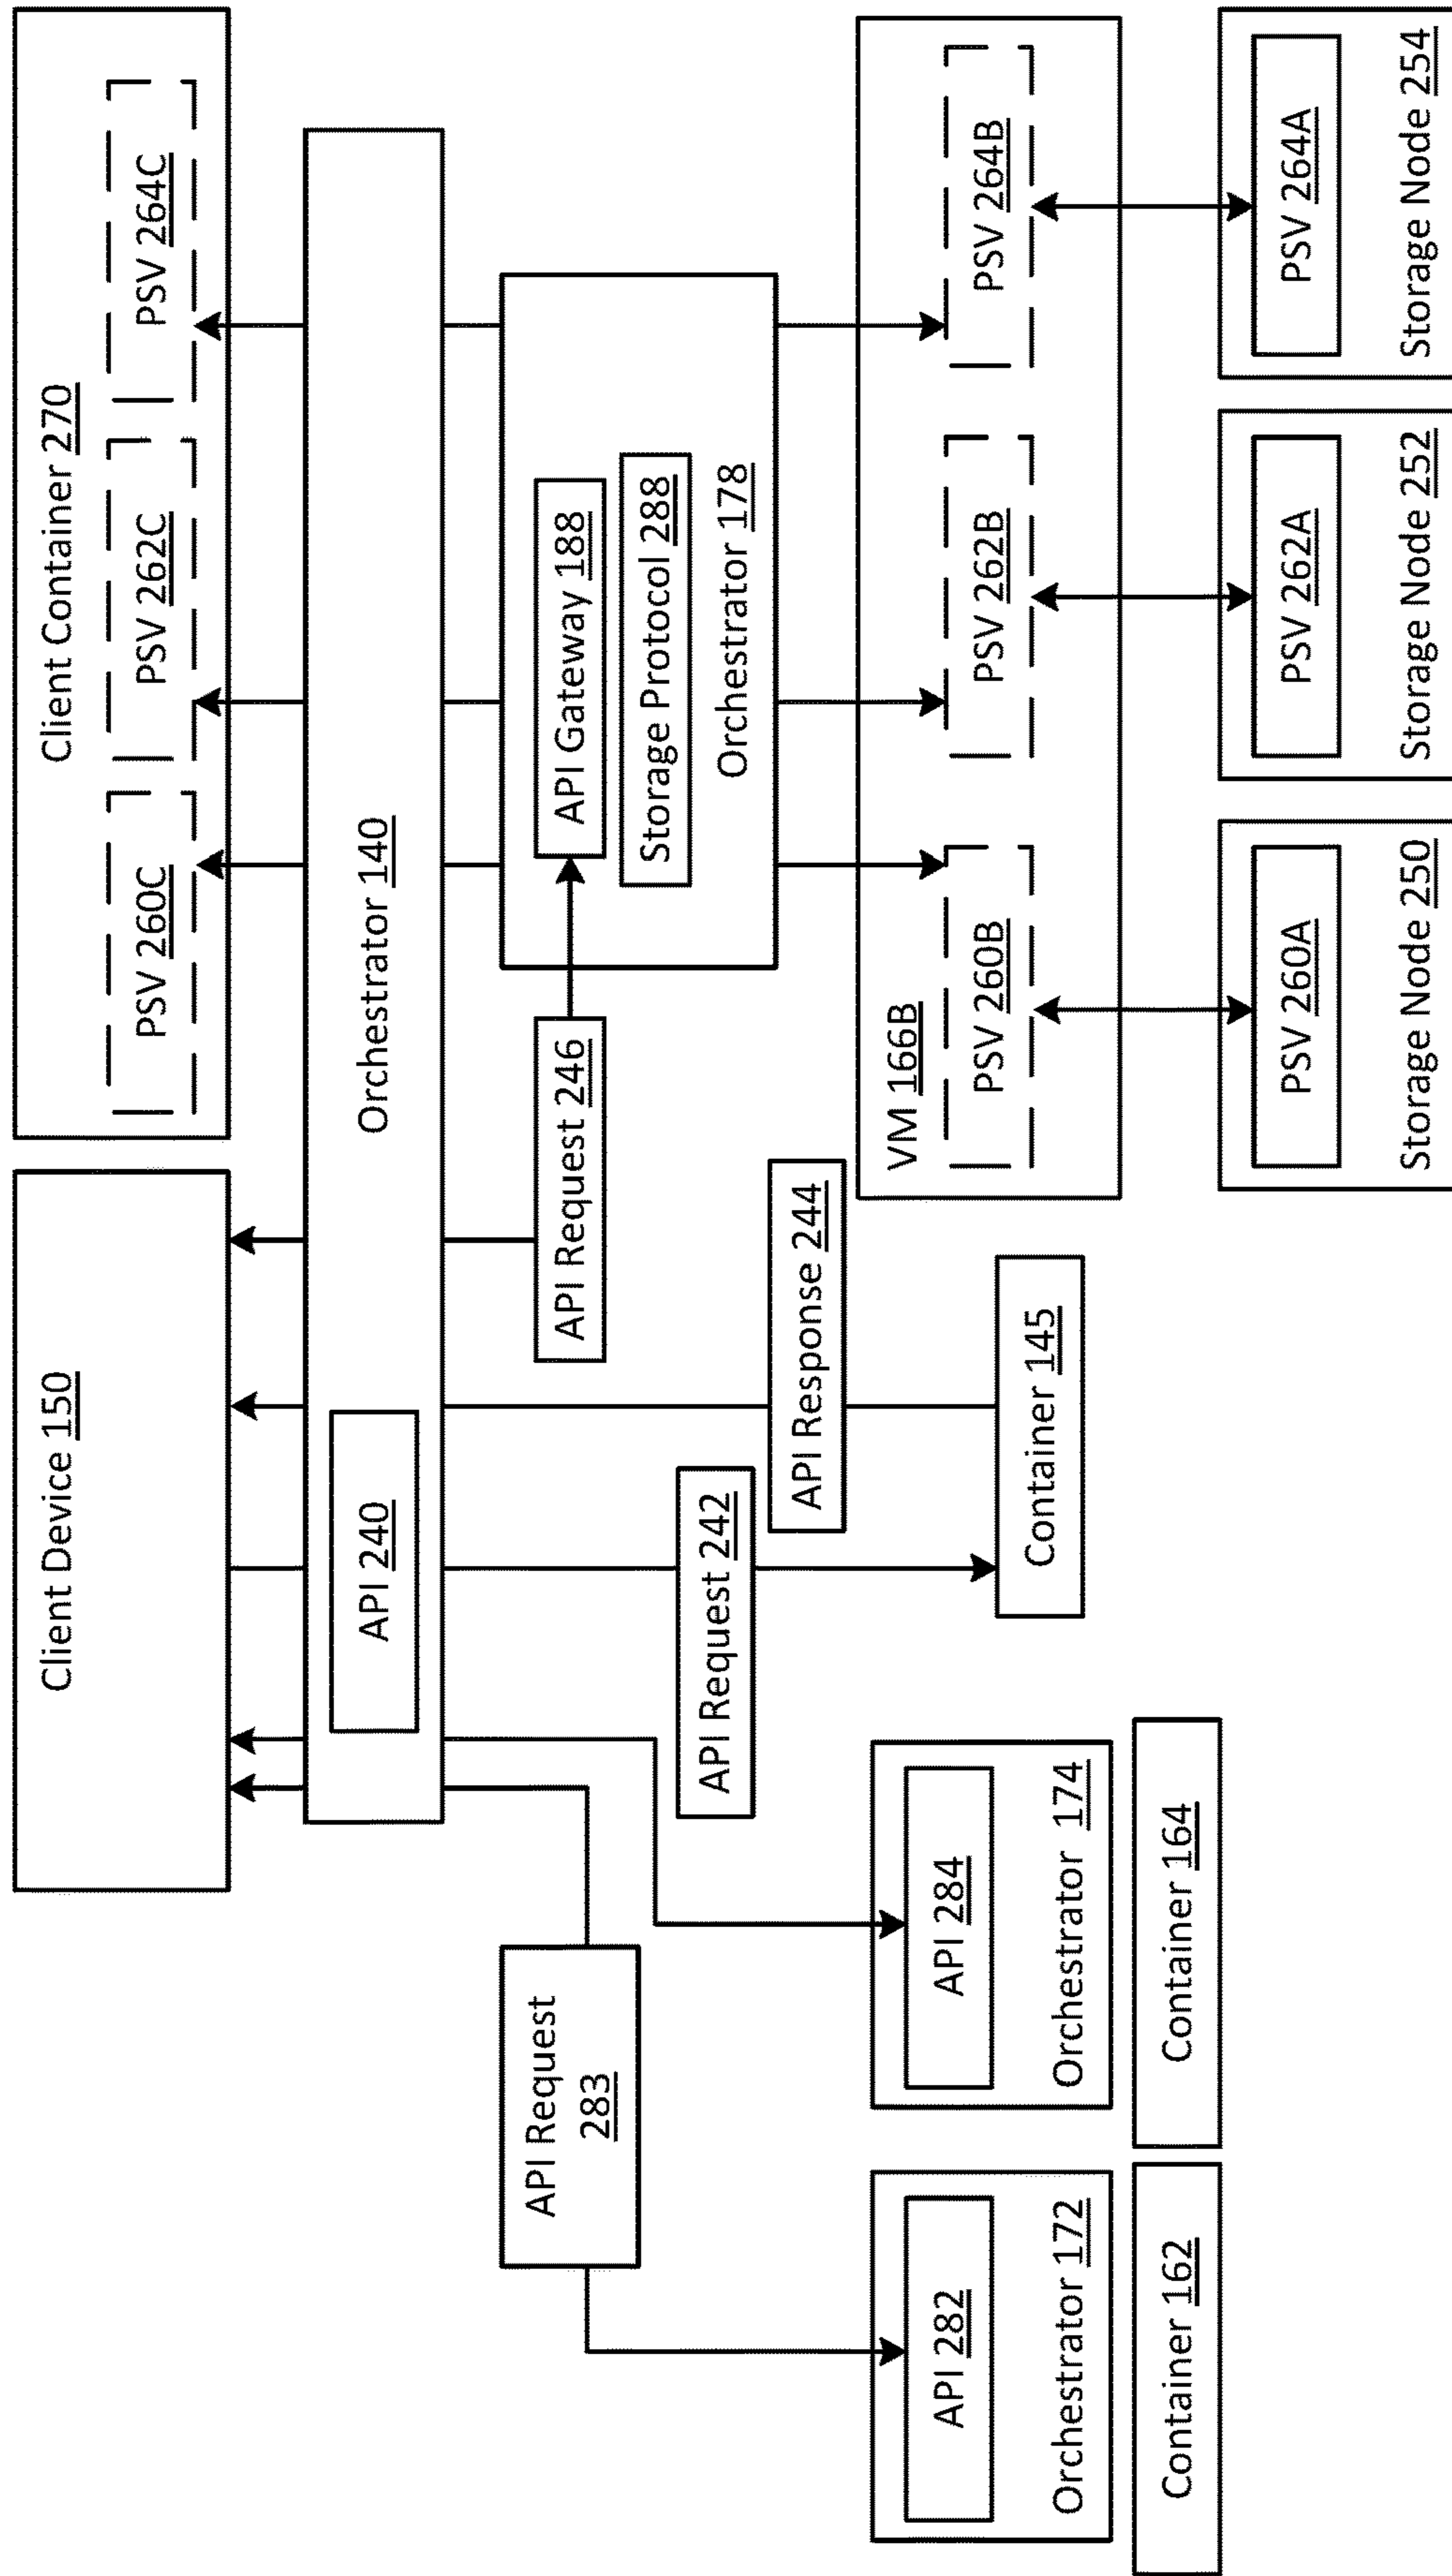 Client Device 150
Client Container 270
PSV 260C
PSV 262C
PSV 264C
API 240
Orchestrator 140
API Request
283
API Request 246
API Gateway 188
Storage Protocol 288
Orchestrator 178
API Request 242
API Response 244
API 282
Orchestrator 172
API 284
Orchestrator 174
VM 166B
PSV 260B
PSV 262B
PSV 264B
Container 145
Container 162
Container 164
PSV 260A
Storage Node 250
PSV 262A
Storage Node 252
PSV 264A
Storage Node 254